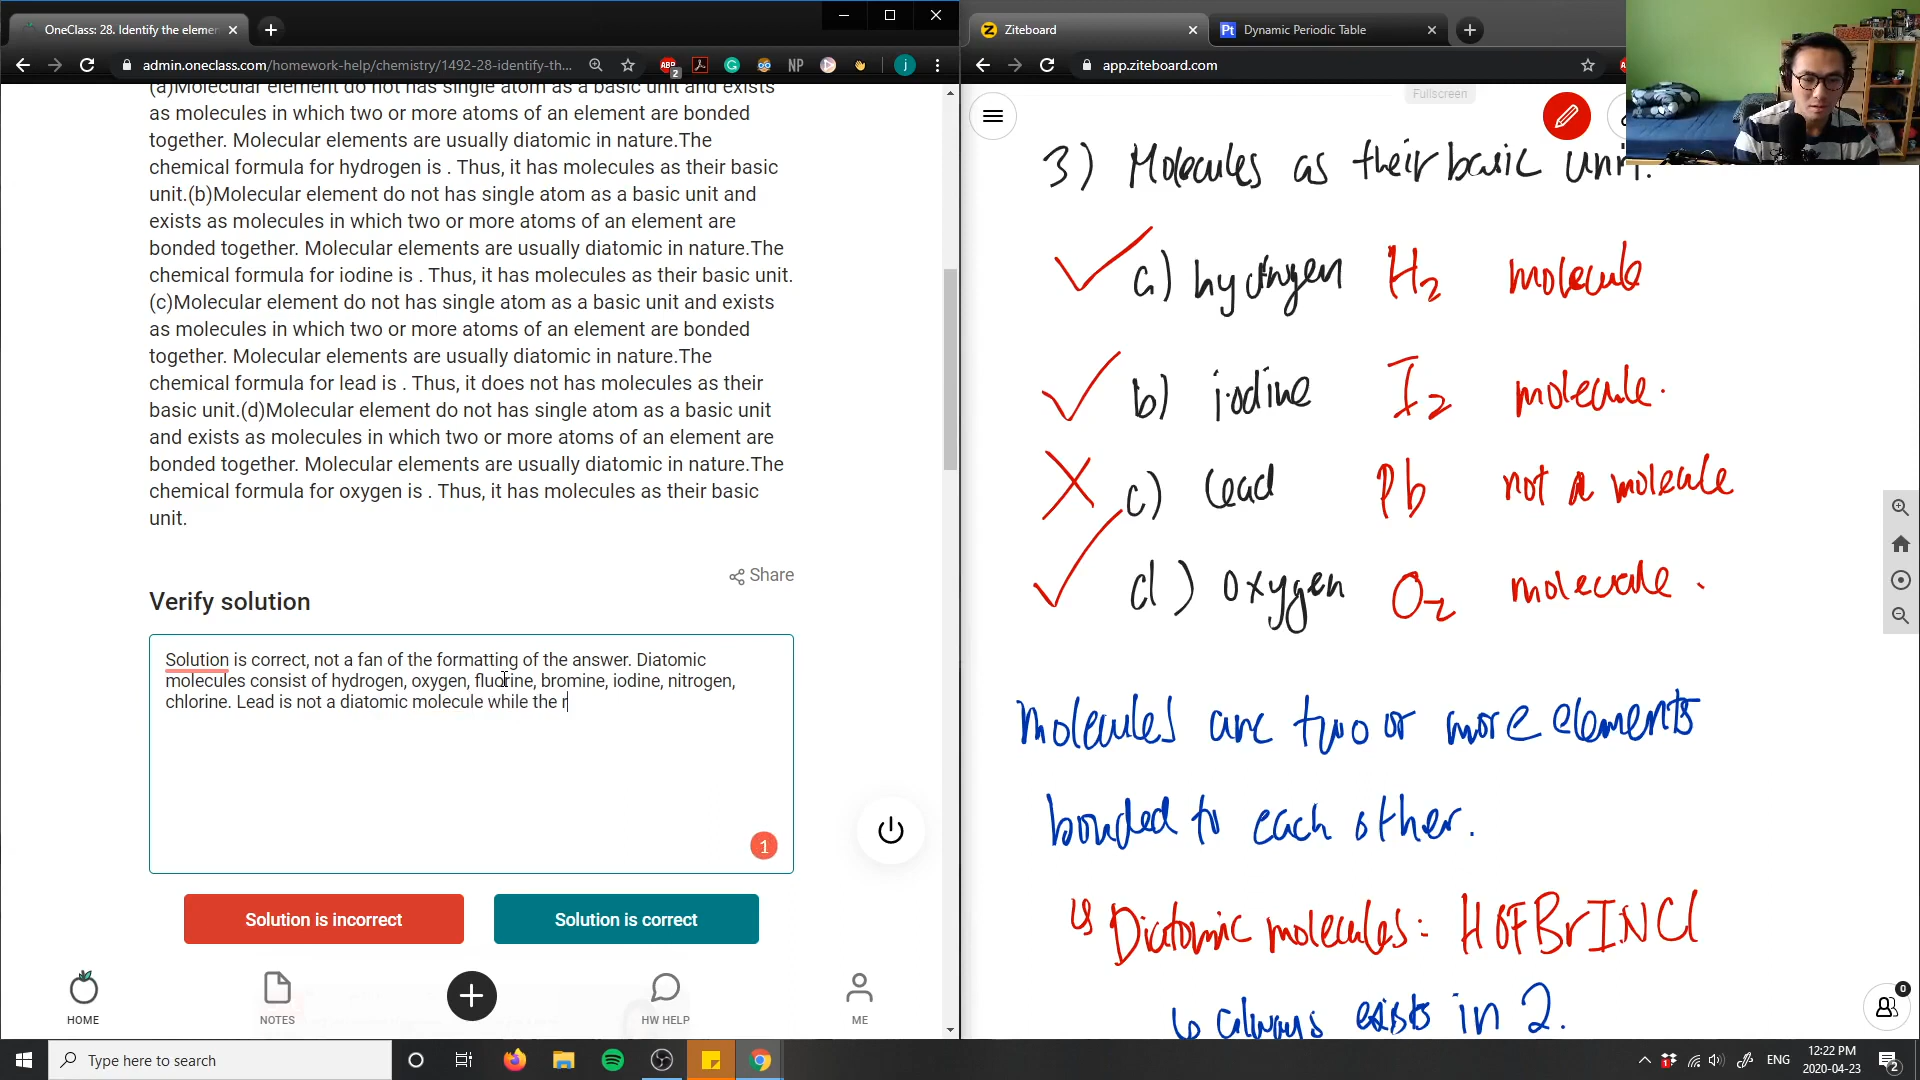 OneClass: 28. Identify the elemen
admin.oneclass.com/homework-help/chemistry/1492-28-identify-th...
NP
j
2
(a)Molecular element do not has single atom as a basic unit and exists
as molecules in which two or more atoms of an element are bonded
together. Molecular elements are usually diatomic in nature.The
chemical formula for hydrogen is . Thus, it has molecules as their basic
unit.(b)Molecular element do not has single atom as a basic unit and
exists as molecules in which two or more atoms of an element are
bonded together. Molecular elements are usually diatomic in nature.The
chemical formula for iodine is . Thus, it has molecules as their basic unit.
(c)Molecular element do not has single atom as a basic unit and exists
as molecules in which two or more atoms of an element are bonded
together. Molecular elements are usually diatomic in nature.The
chemical formula for lead is . Thus, it does not has molecules as their
basic unit.(d)Molecular element do not has single atom as a basic unit
and exists as molecules in which two or more atoms of an element are
bonded together. Molecular elements are usually diatomic in nature.The
chemical formula for oxygen is . Thus, it has molecules as their basic
unit.
Share
Verify solution
Solution is correct, not a fan of the formatting of the answer. Diatomic
molecules consist of hydrogen, oxygen, fluorine, bromine, iodine, nitrogen,
chlorine. Lead is not a diatomic molecule while the r
1
Solution is incorrect
Solution is correct
HOME
NOTES
HW HELP
ME
Ziteboard
Pt Dynamic Periodic Table
app.ziteboard.com
Fullscreen
3) Molecules as their basic unit.
a) hydrogen H2 molecule
b) iodine I2 molecule.
c) lead Pb not a molecule
d) oxygen O2 molecule.
Molecules are two or more elements
bonded to each other.
↳ Diatomic molecules: HOFBrINCl
↳ always exists in 2.
0
Type here to search
ENG
12:22 PM
2020-04-23
2